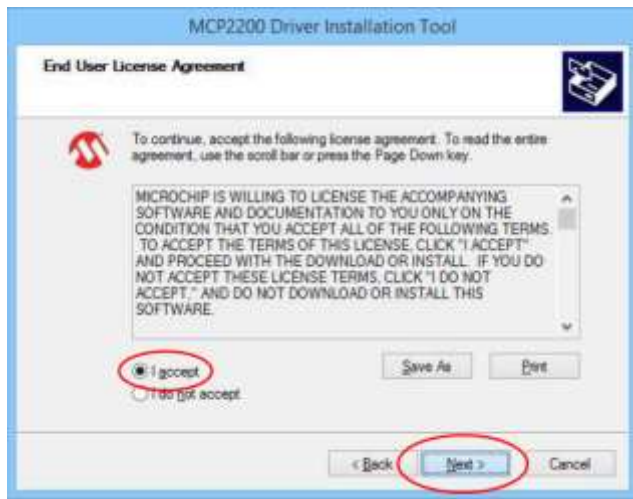 MCP2200 Driver Installation Tool
End User License Agreement
To continue, accept the following license agreement. To read the entire
agreement, use the scroll bar or press the Page Down key.
MICROCHIP IS WILLING TO LICENSE THE ACCOMPANYING
SOFTWARE AND DOCUMENTATION TO YOU ONLY ON THE
CONDITION THAT YOU ACCEPT ALL OF THE FOLLOWING TERMS.
TO ACCEPT THE TERMS OF THIS LICENSE, CLICK "I ACCEPT"
AND PROCEED WITH THE DOWNLOAD OR INSTALL. IF YOU DO
NOT ACCEPT THESE LICENSE TERMS, CLICK "I DO NOT
ACCEPT," AND DO NOT DOWNLOAD OR INSTALL THIS
SOFTWARE.
I accept
Save As
Print
I do not accept
< Back
Next >
Cancel